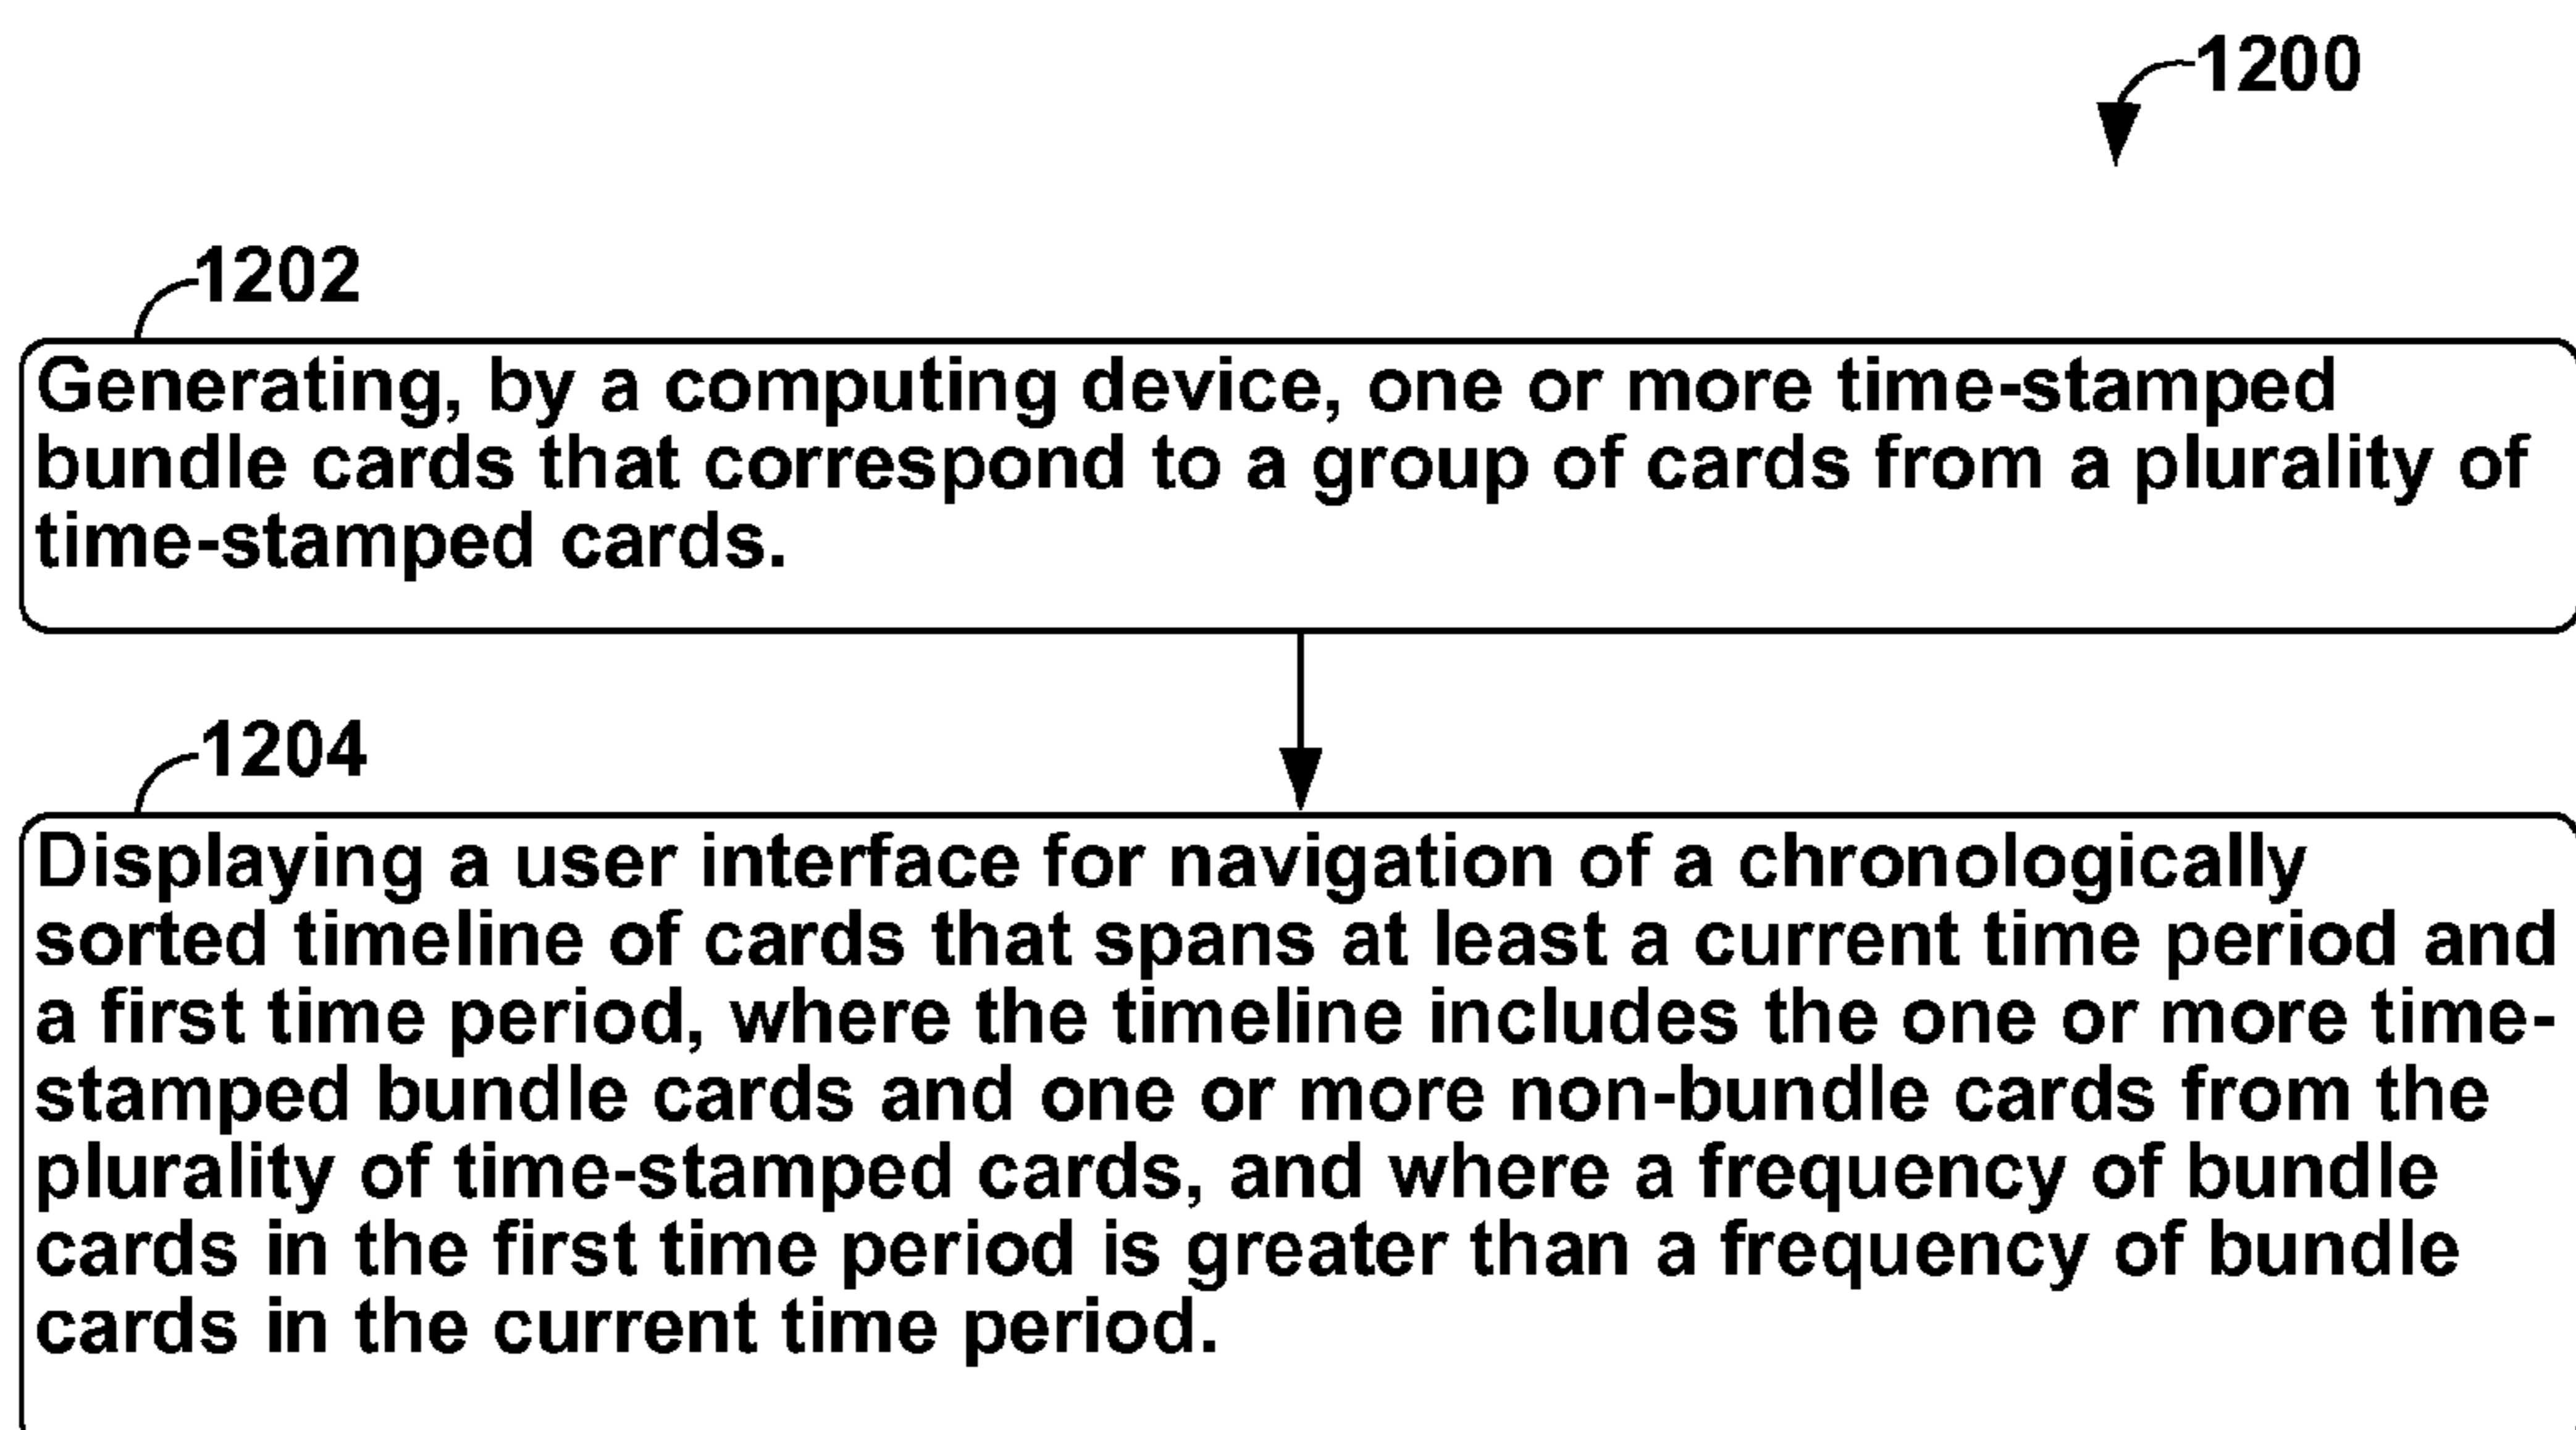 1200
1202
Generating, by a computing device, one or more time-stamped
bundle cards that correspond to a group of cards from a plurality of
time-stamped cards.
1204
Displaying a user interface for navigation of a chronologically
sorted timeline of cards that spans at least a current time period and
a first time period, where the timeline includes the one or more time-
stamped bundle cards and one or more non-bundle cards from the
plurality of time-stamped cards, and where a frequency of bundle
cards in the first time period is greater than a frequency of bundle
cards in the current time period.